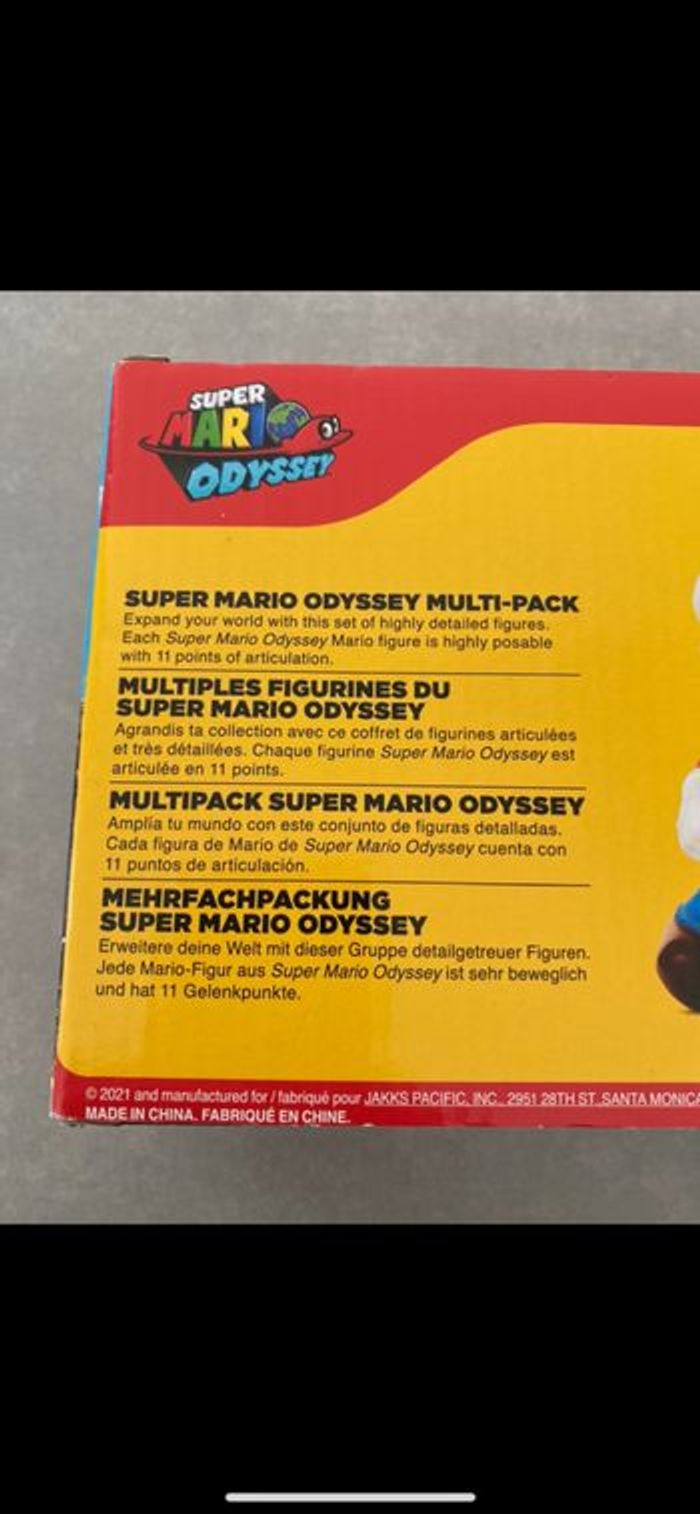 SUPER
MARIO
ODYSSEY
SUPER MARIO ODYSSEY MULTI-PACK
Expand your world with this set of highly detailed figures.
Each Super Mario Odyssey Mario figure is highly posable
with 11 points of articulation.
MULTIPLES FIGURINES DU
SUPER MARIO ODYSSEY
Agrandis ta collection avec ce coffret de figurines articulées
et très détaillées. Chaque figurine Super Mario Odyssey est
articulée en 11 points.
MULTIPACK SUPER MARIO ODYSSEY
Amplía tu mundo con este conjunto de figuras detalladas.
Cada figura de Mario de Super Mario Odyssey cuenta con
11 puntos de articulación.
MEHRFACHPACKUNG
SUPER MARIO ODYSSEY
Erweitere deine Welt mit dieser Gruppe detailgetreuer Figuren.
Jede Mario-Figur aus Super Mario Odyssey ist sehr beweglich
und hat 11 Gelenkpunkte.
© 2021 and manufactured for / fabriqué pour JAKKS PACIFIC, INC. 2951 28TH ST. SANTA MONICA
MADE IN CHINA. FABRIQUÉ EN CHINE.